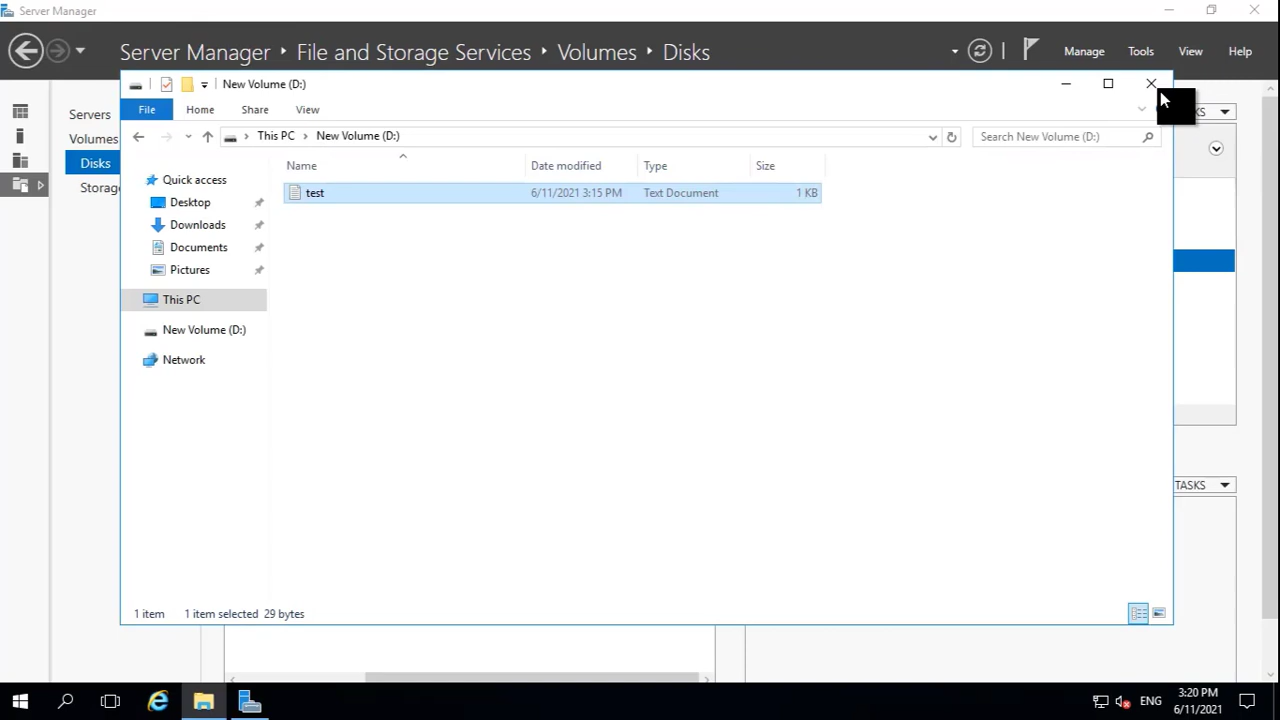 Server Manager
Server Manager File and Storage Services Volumes Disks
Manage Tools View Help
New Volume (D:)
File Home Share View
This PC New Volume (D:)
Search New Volume (D:)
Servers
Volumes
Disks
Storag
KS
Quick access
Desktop
Downloads
Documents
Pictures
This PC
New Volume (D:)
Network
Name Date modified Type Size
test 6/11/2021 3:15 PM Text Document 1 KB
TASKS
1 item 1 item selected 29 bytes
ENG
3:20 PM
6/11/2021